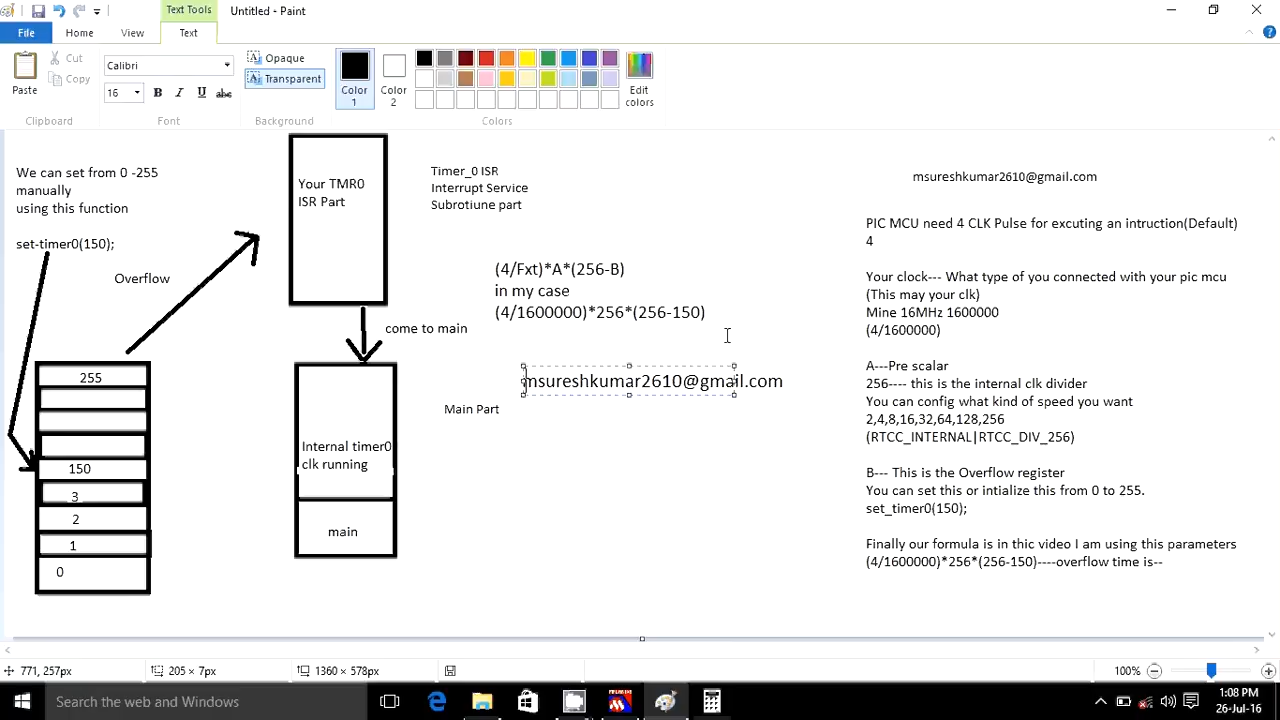 Text Tools
Untitled - Paint
File
Home
View
Text
Paste
Cut
Copy
Clipboard
Calibri
16
B I U abc
Font
Opaque
Transparent
Background
Color 1
Color 2
Edit colors
Colors
We can set from 0 -255
manually
using this function
set-timer0(150);
Overflow
255
150
3
2
1
0
Your TMR0
ISR Part
come to main
Internal timer0
clk running
main
Timer_0 ISR
Interrupt Service
Subrotiune part
(4/Fxt)*A*(256-B)
in my case
(4/1600000)*256*(256-150)
msureshkumar2610@gmail.com
Main Part
msureshkumar2610@gmail.com
PIC MCU need 4 CLK Pulse for excuting an intruction(Default)
4
Your clock--- What type of you connected with your pic mcu
(This may your clk)
Mine 16MHz 1600000
(4/1600000)
A---Pre scalar
256---- this is the internal clk divider
You can config what kind of speed you want
2,4,8,16,32,64,128,256
(RTCC_INTERNAL|RTCC_DIV_256)
B--- This is the Overflow register
You can set this or intialize this from 0 to 255.
set_timer0(150);
Finally our formula is in thic video I am using this parameters
(4/1600000)*256*(256-150)----overflow time is--
771, 257px
205 × 7px
1360 × 578px
100%
Search the web and Windows
1:08 PM
26-Jul-16